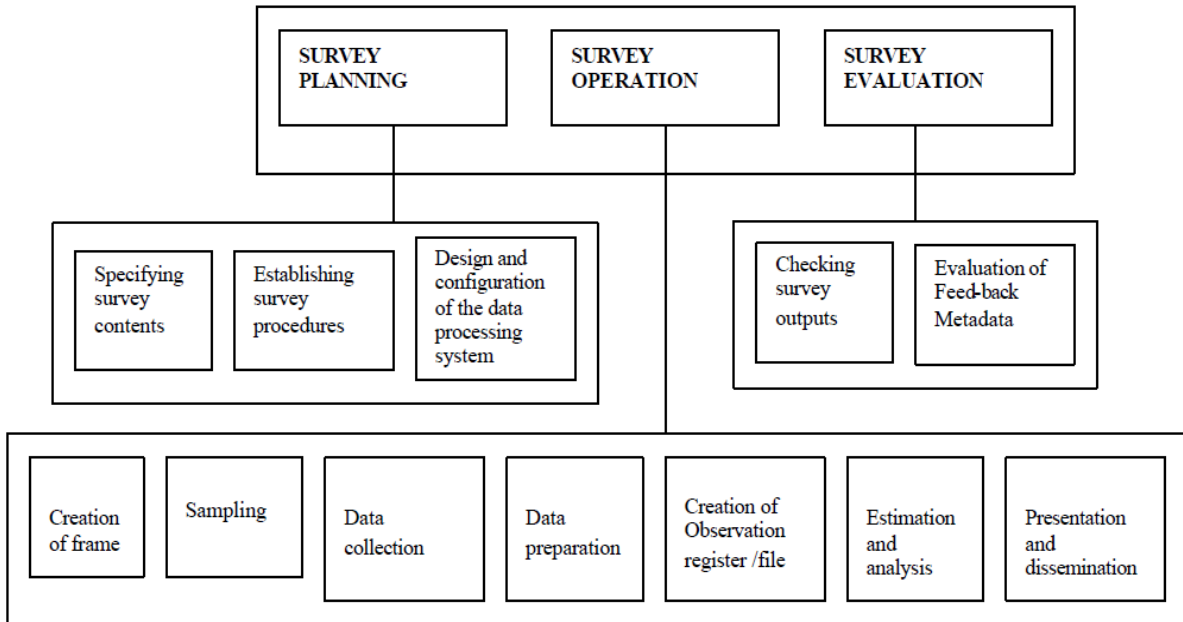 SURVEY
PLANNING
SURVEY
OPERATION
SURVEY
EVALUATION
Specifying
survey
contents
Establishing
survey
procedures
Design and
configuration
of the data
processing
system
Checking
survey
outputs
Evaluation of
Feed-back
Metadata
Creation
of frame
Sampling
Data
collection
Data
preparation
Creation of
Observation
register /file
Estimation
and
analysis
Presentation
and
dissemination